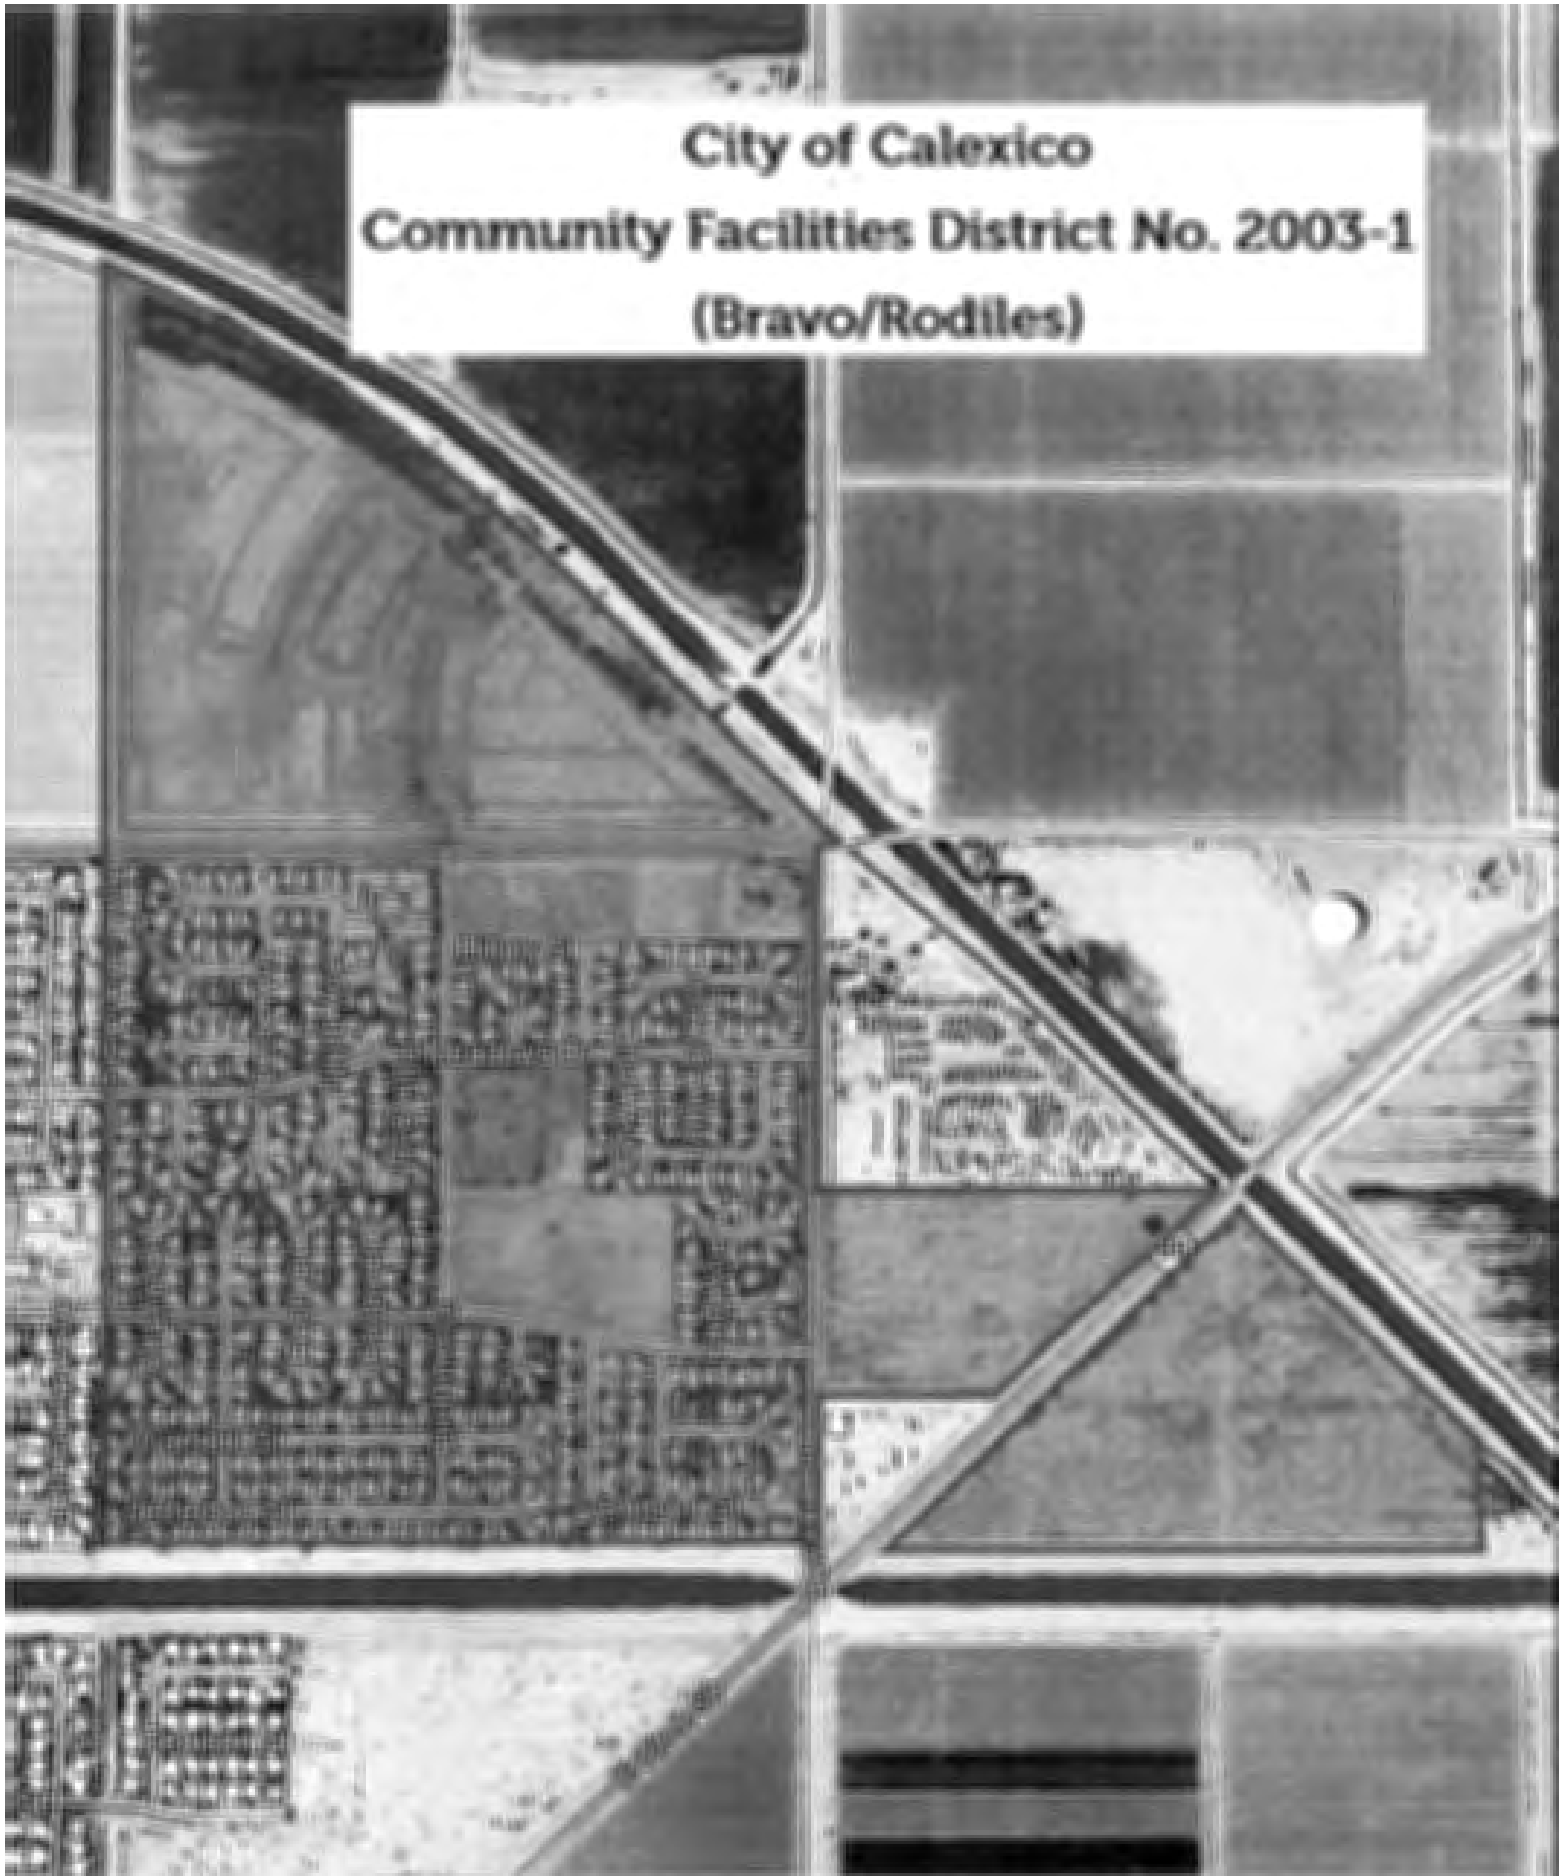 City of Calexico
Community Facilities District No. 2003-1
(Bravo/Rodiles)